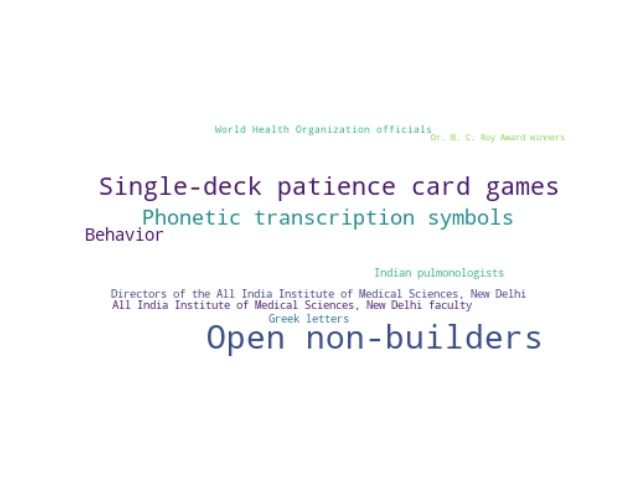 World Health Organization officials
Dr. B. C. Roy Award winners
Single-deck patience card games
Phonetic transcription symbols
Behavior
Indian pulmonologists
Directors of the All India Institute of Medical Sciences, New Delhi
All India Institute of Medical Sciences, New Delhi faculty
Greek letters
Open non-builders